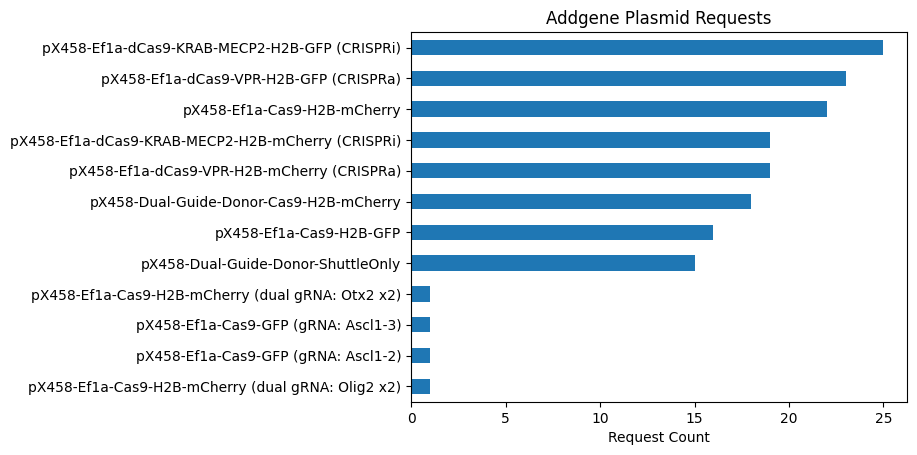 Addgene Plasmid Requests
pX458-Ef1a-dCas9-KRAB-MECP2-H2B-GFP (CRISPRi)
pX458-Ef1a-dCas9-VPR-H2B-GFP (CRISPRa)
pX458-Ef1a-Cas9-H2B-mCherry
pX458-Ef1a-dCas9-KRAB-MECP2-H2B-mCherry (CRISPRi)
pX458-Ef1a-dCas9-VPR-H2B-mCherry (CRISPRa)
pX458-Dual-Guide-Donor-Cas9-H2B-mCherry
pX458-Ef1a-Cas9-H2B-GFP
pX458-Dual-Guide-Donor-ShuttleOnly
pX458-Ef1a-Cas9-H2B-mCherry (dual gRNA: Otx2 x2)
pX458-Ef1a-Cas9-GFP (gRNA: Ascl1-3)
pX458-Ef1a-Cas9-GFP (gRNA: Ascl1-2)
pX458-Ef1a-Cas9-H2B-mCherry (dual gRNA: Olig2 x2)
0 5 10 15 20 25
Request Count